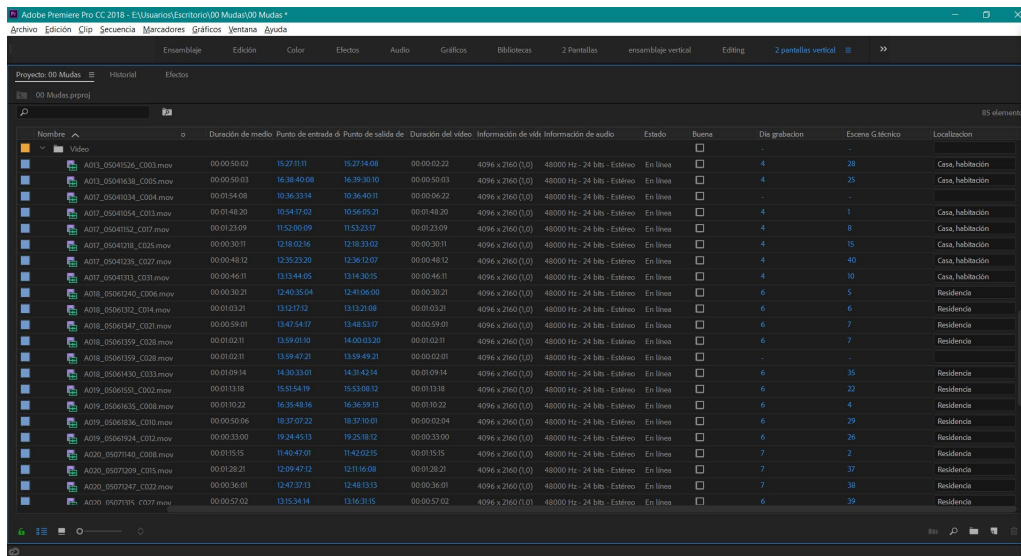 Adobe Premiere Pro CC 2018 - E:\Usuarios\Escritorio\00 Mudas\00 Mudas *
Archivo Edición Clip Secuencia Marcadores Gráficos Ventana Ayuda
Ensamblaje Edición Color Efectos Audio Gráficos Bibliotecas 2 Pantallas ensamblaje vertical Editing 2 pantallas vertical
Proyecto: 00 Mudas Historial Efectos
00 Mudas.prproj
85 elemento
Nombre o Duración de medio Punto de entrada d Punto de salida de Duración del vídeo Información de víde Información de audio Estado Buena Dia grabacion Escena G.técnico Localizacion
Video - -
A013_05041526_C003.mov 00:00:50:02 15:27:11:11 15:27:14:08 00:00:02:22 4096 x 2160 (1,0) 48000 Hz - 24 bits - Estéreo En línea 4 28 Casa, habitación
A013_05041638_C005.mov 00:00:50:03 16:38:40:08 16:39:30:10 00:00:50:03 4096 x 2160 (1,0) 48000 Hz - 24 bits - Estéreo En línea 4 25 Casa, habitación
A017_05041034_C004.mov 00:01:54:08 10:36:33:14 10:36:40:11 00:00:06:22 4096 x 2160 (1,0) 48000 Hz - 24 bits - Estéreo En línea - -
A017_05041054_C013.mov 00:01:48:20 10:54:17:02 10:56:05:21 00:01:48:20 4096 x 2160 (1,0) 48000 Hz - 24 bits - Estéreo En línea 4 1 Casa, habitación
A017_05041152_C017.mov 00:01:23:09 11:52:00:09 11:53:23:17 00:01:23:09 4096 x 2160 (1,0) 48000 Hz - 24 bits - Estéreo En línea 4 8 Casa, habitación
A017_05041218_C025.mov 00:00:30:11 12:18:02:16 12:18:33:02 00:00:30:11 4096 x 2160 (1,0) 48000 Hz - 24 bits - Estéreo En línea 4 15 Casa, habitación
A017_05041235_C027.mov 00:00:48:12 12:35:23:20 12:36:12:07 00:00:48:12 4096 x 2160 (1,0) 48000 Hz - 24 bits - Estéreo En línea 4 40 Casa, habitación
A017_05041313_C031.mov 00:00:46:11 13:13:44:05 13:14:30:15 00:00:46:11 4096 x 2160 (1,0) 48000 Hz - 24 bits - Estéreo En línea 4 10 Casa, habitación
A018_05061240_C006.mov 00:00:30:21 12:40:35:04 12:41:06:00 00:00:30:21 4096 x 2160 (1,0) 48000 Hz - 24 bits - Estéreo En línea 6 5 Residencia
A018_05061312_C014.mov 00:01:03:21 13:12:17:12 13:13:21:08 00:01:03:21 4096 x 2160 (1,0) 48000 Hz - 24 bits - Estéreo En línea 6 6 Residencia
A018_05061347_C021.mov 00:00:59:01 13:47:54:17 13:48:53:17 00:00:59:01 4096 x 2160 (1,0) 48000 Hz - 24 bits - Estéreo En línea 6 7 Residencia
A018_05061359_C028.mov 00:01:02:11 13:59:01:10 14:00:03:20 00:01:02:11 4096 x 2160 (1,0) 48000 Hz - 24 bits - Estéreo En línea 6 7 Residencia
A018_05061359_C028.mov 00:01:02:11 13:59:47:21 13:59:49:21 00:00:02:01 4096 x 2160 (1,0) 48000 Hz - 24 bits - Estéreo En línea - -
A018_05061430_C033.mov 00:01:09:14 14:30:33:01 14:31:42:14 00:01:09:14 4096 x 2160 (1,0) 48000 Hz - 24 bits - Estéreo En línea 6 35 Residencia
A019_05061551_C002.mov 00:01:13:18 15:51:54:19 15:53:08:12 00:01:13:18 4096 x 2160 (1,0) 48000 Hz - 24 bits - Estéreo En línea 6 22 Residencia
A019_05061635_C008.mov 00:01:10:22 16:35:48:16 16:36:59:13 00:01:10:22 4096 x 2160 (1,0) 48000 Hz - 24 bits - Estéreo En línea 6 4 Residencia
A019_05061836_C010.mov 00:00:50:06 18:37:07:22 18:37:10:01 00:00:02:04 4096 x 2160 (1,0) 48000 Hz - 24 bits - Estéreo En línea 6 29 Residencia
A019_05061924_C012.mov 00:00:33:00 19:24:45:13 19:25:18:12 00:00:33:00 4096 x 2160 (1,0) 48000 Hz - 24 bits - Estéreo En línea 6 26 Residencia
A020_05071140_C008.mov 00:01:15:15 11:40:47:01 11:42:02:15 00:01:15:15 4096 x 2160 (1,0) 48000 Hz - 24 bits - Estéreo En línea 7 2 Residencia
A020_05071209_C015.mov 00:01:28:21 12:09:47:12 12:11:16:08 00:01:28:21 4096 x 2160 (1,0) 48000 Hz - 24 bits - Estéreo En línea 7 37 Residencia
A020_05071247_C022.mov 00:00:36:01 12:47:37:13 12:48:13:13 00:00:36:01 4096 x 2160 (1,0) 48000 Hz - 24 bits - Estéreo En línea 7 38 Residencia
A020_05071315_C027.mov 00:00:57:02 13:15:34:14 13:16:31:15 00:00:57:02 4096 x 2160 (1,0) 48000 Hz - 24 bits - Estéreo En línea 6 39 Residencia